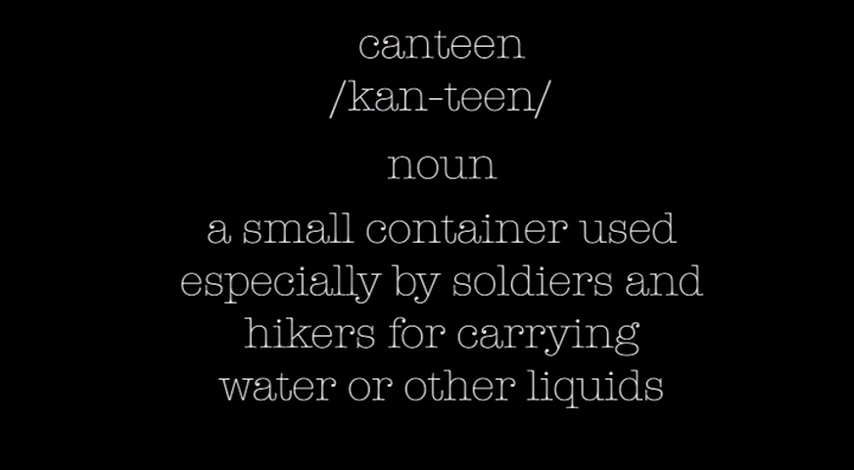 canteen
/kan-teen/
noun
a small container used
especially by soldiers and
hikers for carrying
water or other liquids